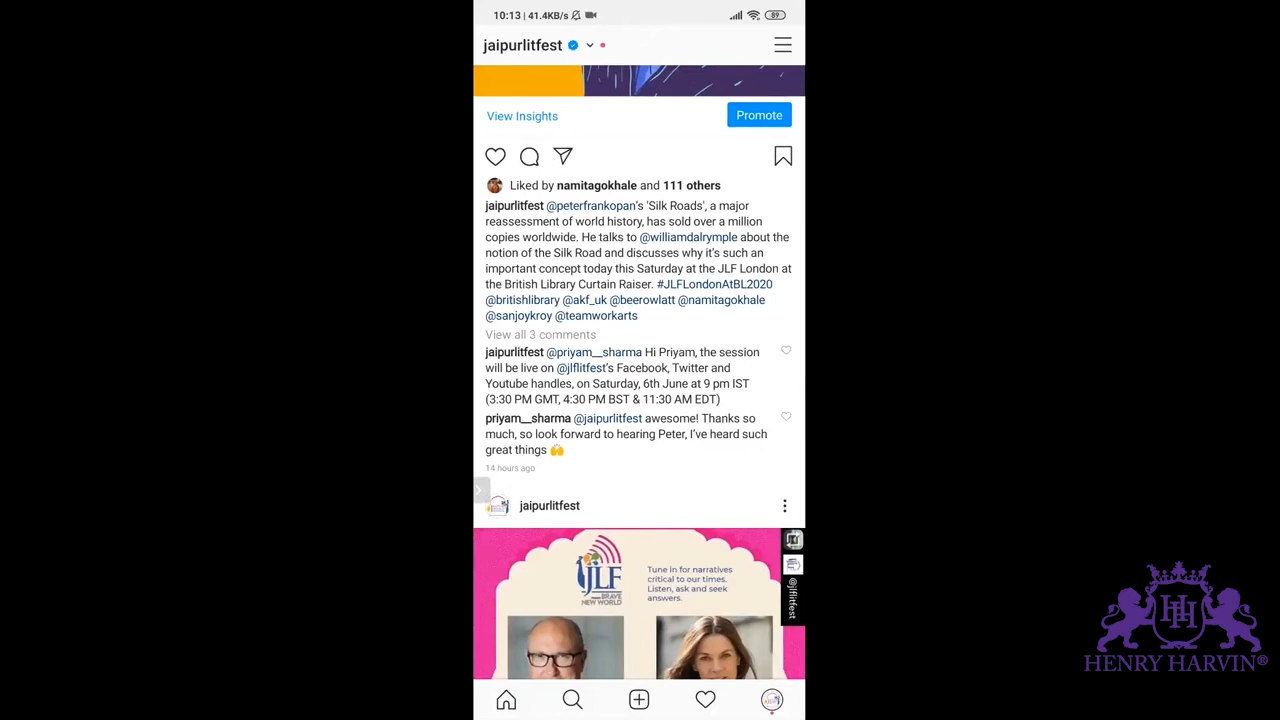 10:13 | 41.4KB/s
89
jaipurlitfest
View Insights
Promote
Liked by namitagokhale and 111 others
jaipurlitfest @peterfrankopan's 'Silk Roads', a major
reassessment of world history, has sold over a million
copies worldwide. He talks to @williamdalrymple about the
notion of the Silk Road and discusses why it's such an
important concept today this Saturday at the JLF London at
the British Library Curtain Raiser. #JLFLondonAtBL2020
@britishlibrary @akf_uk @beerowlatt @namitagokhale
@sanjoykroy @teamworkarts
View all 3 comments
jaipurlitfest @priyam__sharma Hi Priyam, the session
will be live on @jlflitfest's Facebook, Twitter and
Youtube handles, on Saturday, 6th June at 9 pm IST
(3:30 PM GMT, 4:30 PM BST & 11:30 AM EDT)
priyam__sharma @jaipurlitfest awesome! Thanks so
much, so look forward to hearing Peter, I've heard such
great things 🙌
14 hours ago
jaipurlitfest
JLF
BRAVE
NEW WORLD
Tune in for narratives
critical to our times.
Listen, ask and seek
answers.
@jlflitfest
HH
HENRY HARVIN®